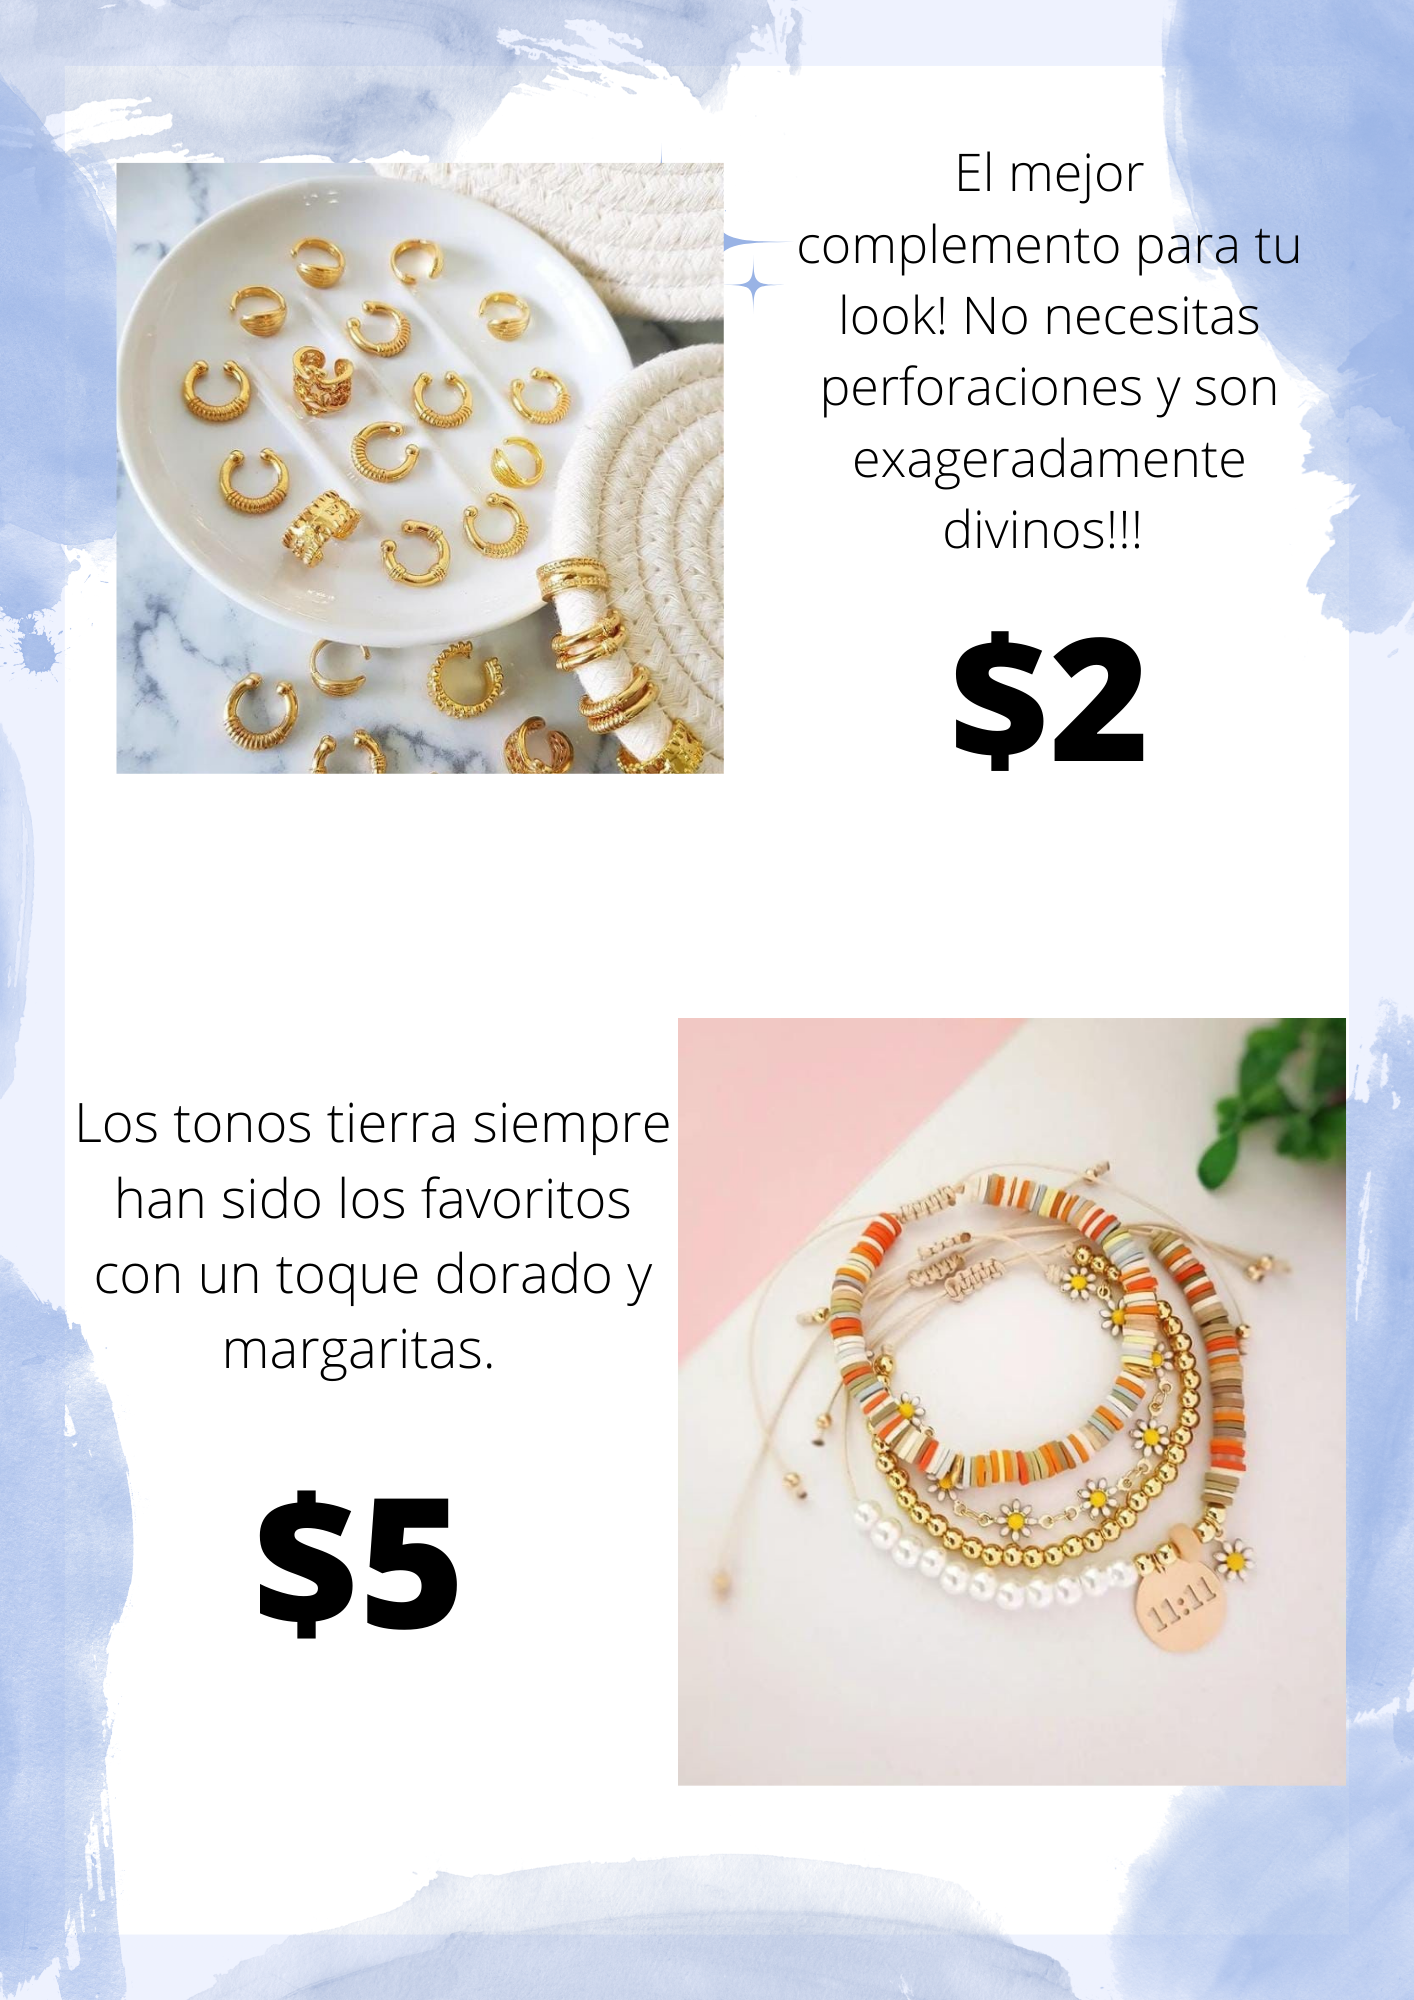 El mejor
complemento para tu
look! No necesitas
perforaciones y son
exageradamente
divinos!!!
$2
Los tonos tierra siempre
han sido los favoritos
con un toque dorado y
margaritas.
$5
11:11